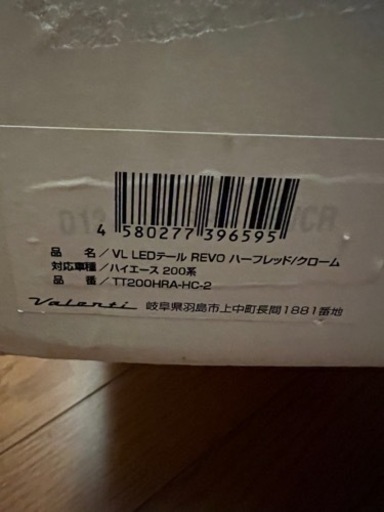 4 580277 396595
品 名／VL LEDテール REVO ハーフレッド/クローム
対応車種／ハイエース 200系
品 番／TT200HRA-HC-2
Valenti 岐阜県羽島市上中町長間1881番地